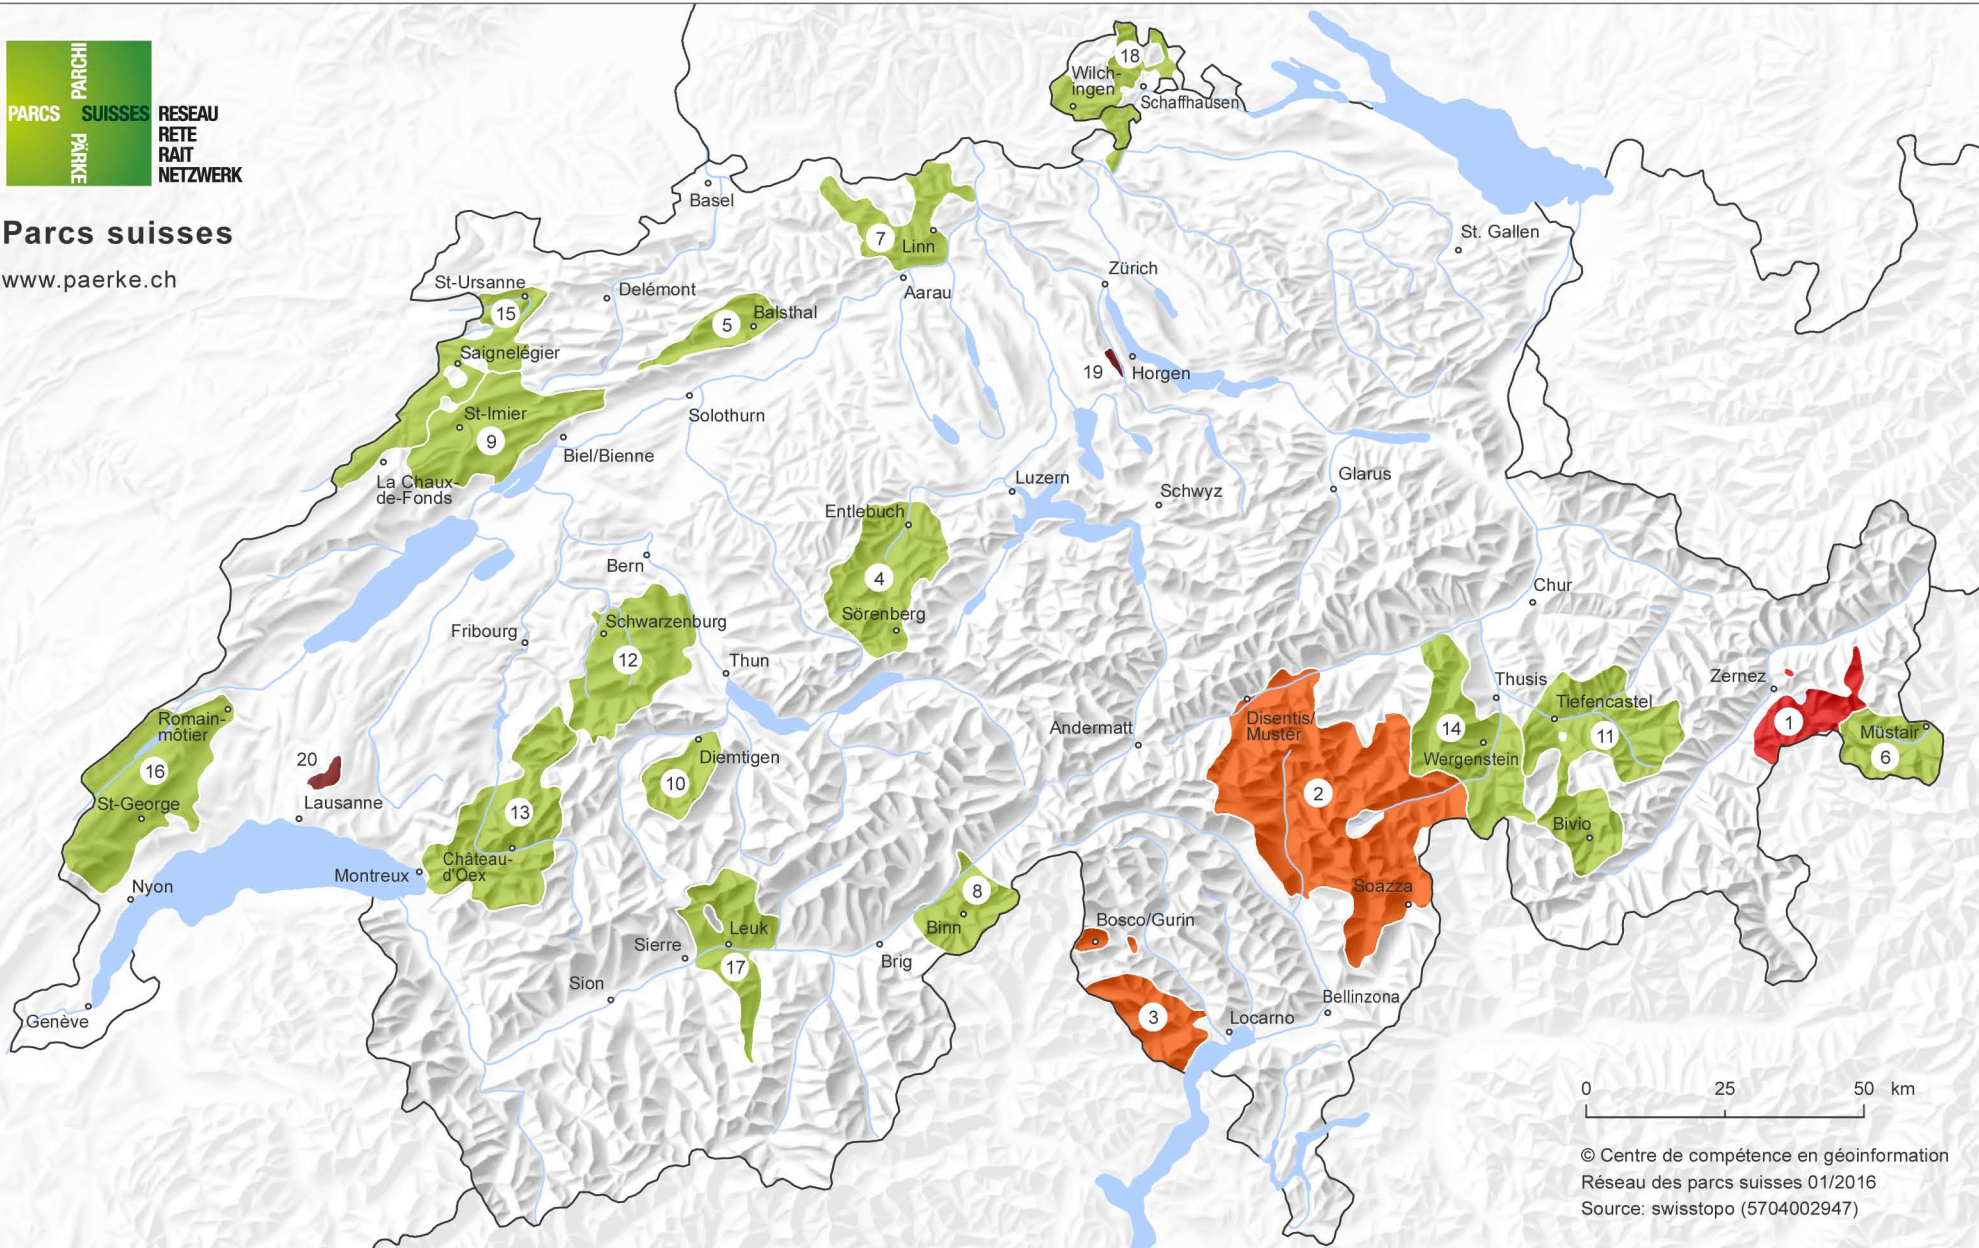 PARCHI
PARCS SUISSES RESEAU
PÄRKE
RETE
RAIT
NETZWERK
Parcs suisses
www.paerke.ch
18
Wilch-
ingen
Schaffhausen
Basel
7
Linn
Aarau
St. Gallen
Zürich
St-Ursanne
15
Delémont
5
Balsthal
Saignelégier
19
Horgen
St-Imier
9
Solothurn
Biel/Bienne
La Chaux-
de-Fonds
Luzern
Schwyz
Glarus
Entlebuch
4
Sörenberg
Bern
Chur
Fribourg
Schwarzenburg
12
Thun
Zernez
1
Müstair
6
Thusis
Tiefencastel
11
14
Wergenstein
Bivio
Disentis/
Mustér
2
Soazza
Andermatt
Romain-
môtier
16
St-George
20
Lausanne
Diemtigen
10
13
Château-
d'Oex
Montreux
Nyon
Genève
8
Binn
Leuk
17
Sierre
Sion
Brig
Bosco/Gurin
3
Locarno
Bellinzona
0 25 50 km
© Centre de compétence en géoinformation
Réseau des parcs suisses 01/2016
Source: swisstopo (5704002947)